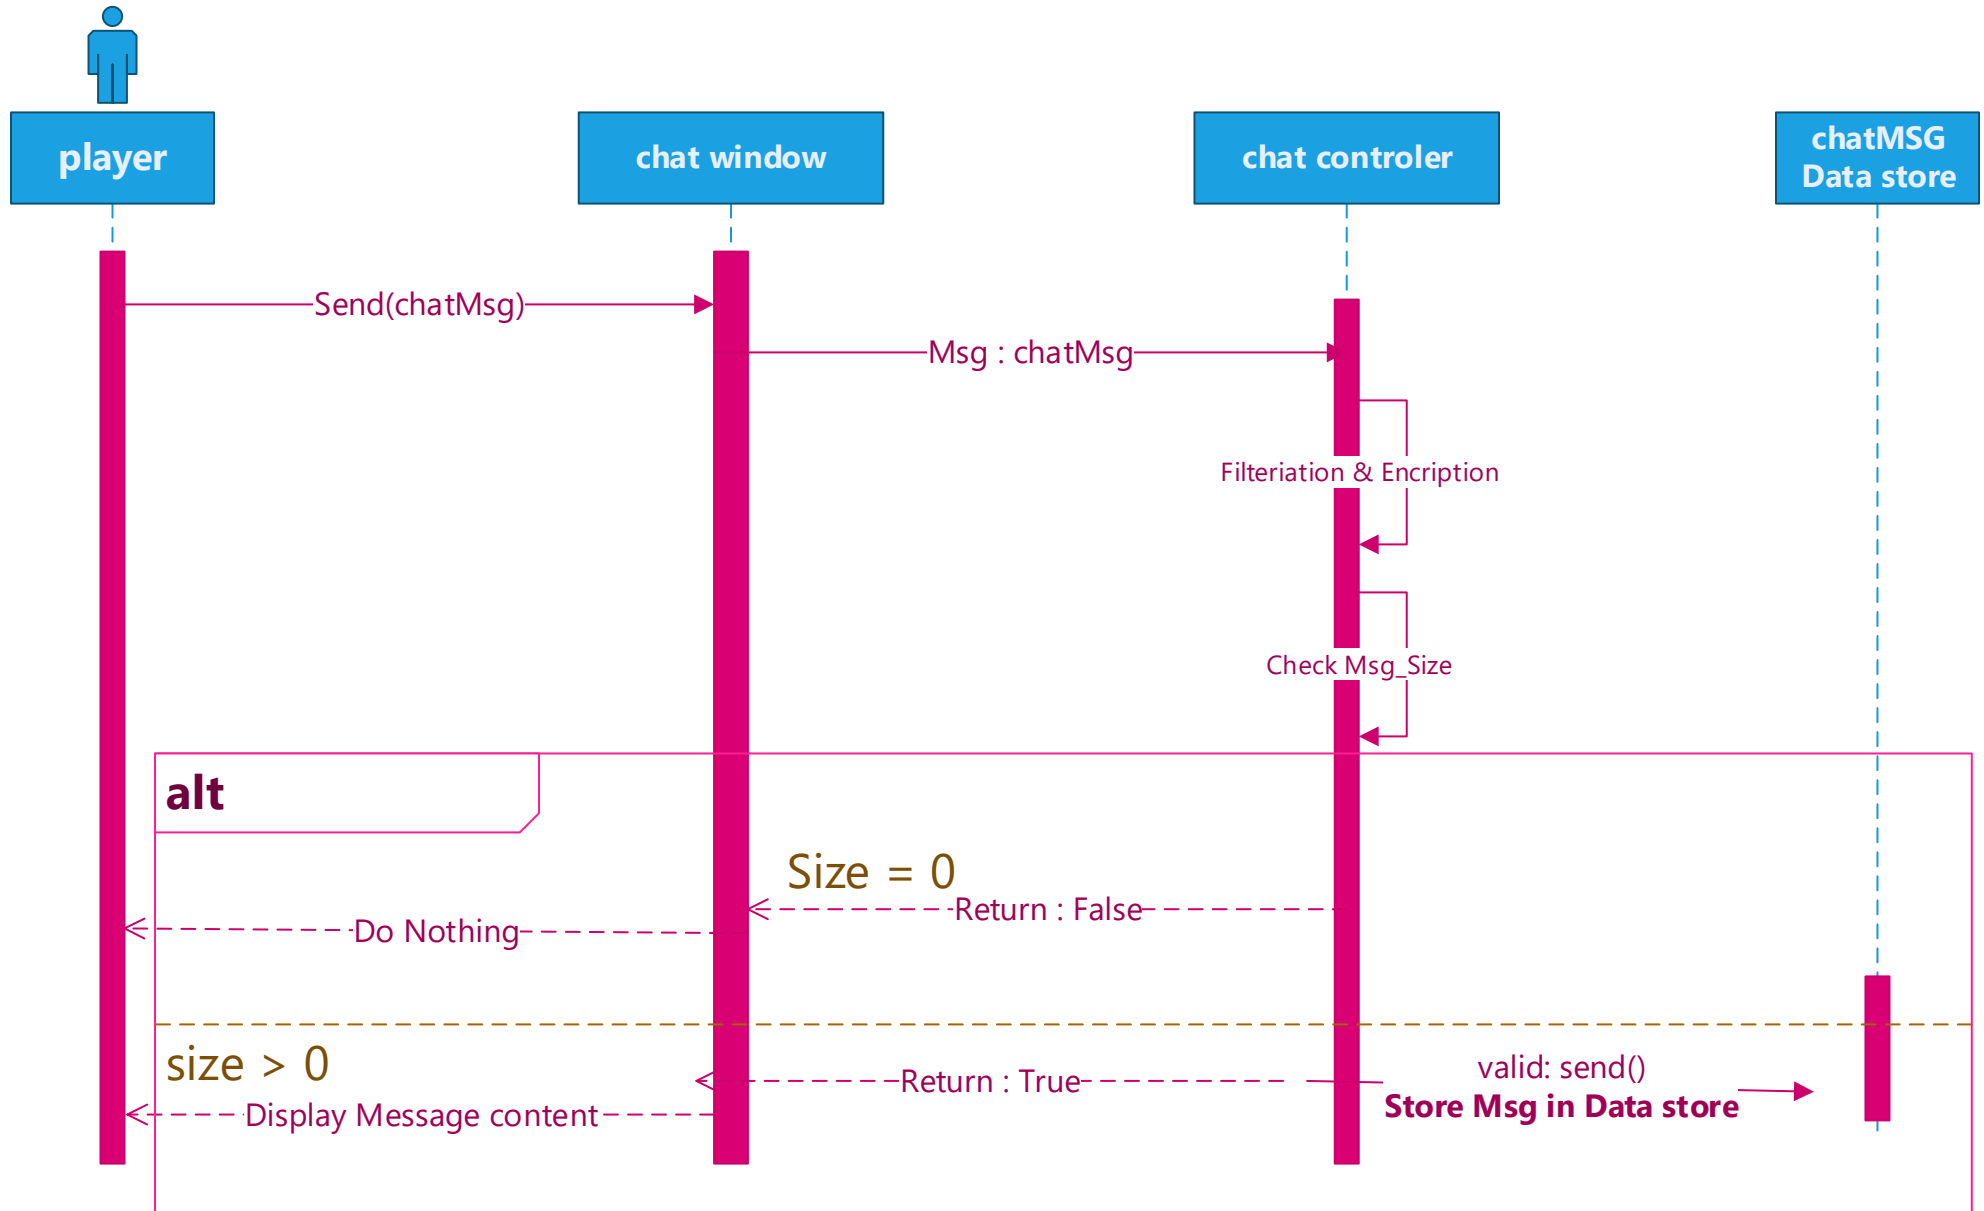 player
chat window
chat controler
chatMSG
Data store
Send(chatMsg)
Msg : chatMsg
Filteriation & Encription
Check Msg_Size
alt
Size = 0
Return : False
Do Nothing
size > 0
Return : True
valid: send()
Store Msg in Data store
Display Message content